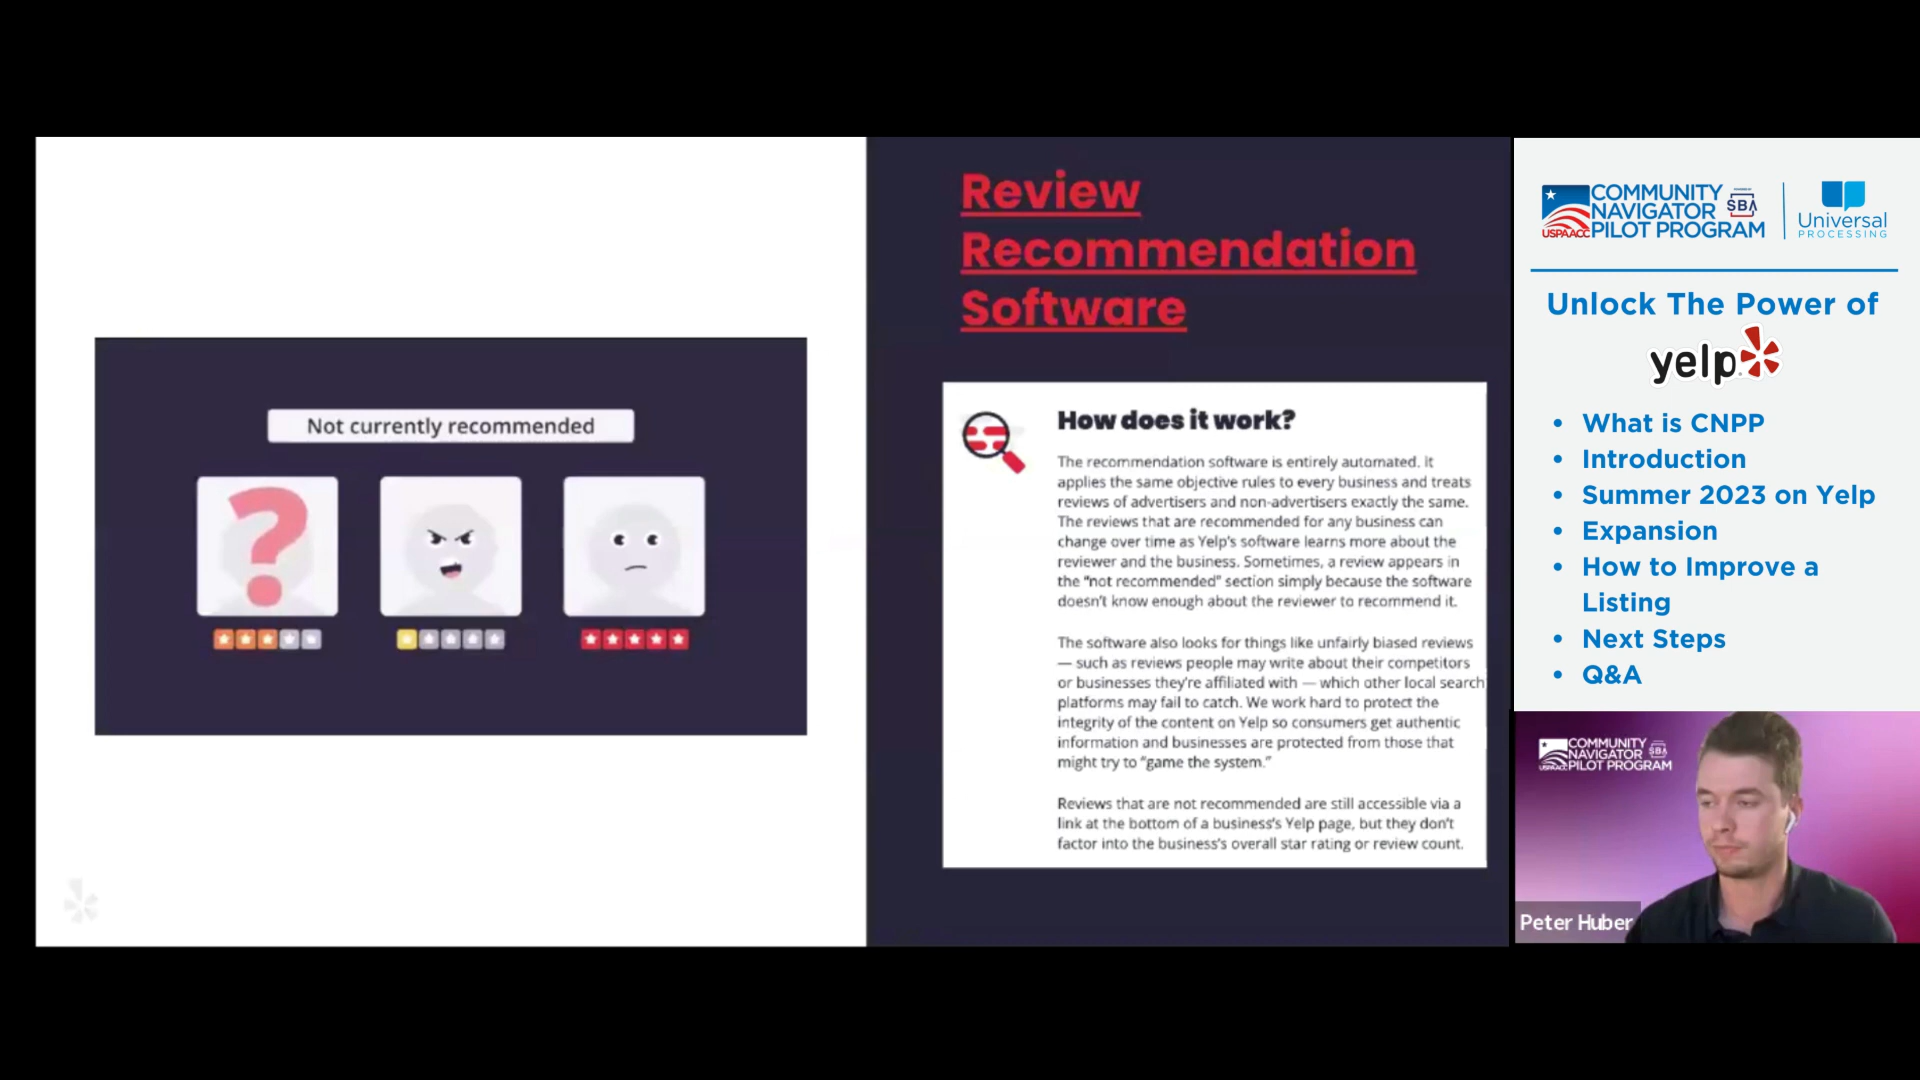 Not currently recommended
Review
Recommendation
Software
How does it work?
The recommendation software is entirely automated. It
applies the same objective rules to every business and treats
reviews of advertisers and non-advertisers exactly the same.
The reviews that are recommended for any business can
change over time as Yelp's software learns more about the
reviewer and the business. Sometimes, a review appears in
the "not recommended" section simply because the software
doesn't know enough about the reviewer to recommend it.
The software also looks for things like unfairly biased reviews
— such as reviews people may write about their competitors
or businesses they're affiliated with — which other local search
platforms may fail to catch. We work hard to protect the
integrity of the content on Yelp so consumers get authentic
information and businesses are protected from those that
might try to "game the system."
Reviews that are not recommended are still accessible via a
link at the bottom of a business's Yelp page, but they don't
factor into the business's overall star rating or review count.
USPAACC
COMMUNITY
NAVIGATOR
PILOT PROGRAM
SBA
Universal
PROCESSING
Unlock The Power of
yelp
• What is CNPP
• Introduction
• Summer 2023 on Yelp
• Expansion
• How to Improve a
Listing
• Next Steps
• Q&A
USPAACC
COMMUNITY
NAVIGATOR
PILOT PROGRAM
SBA
Peter Huber